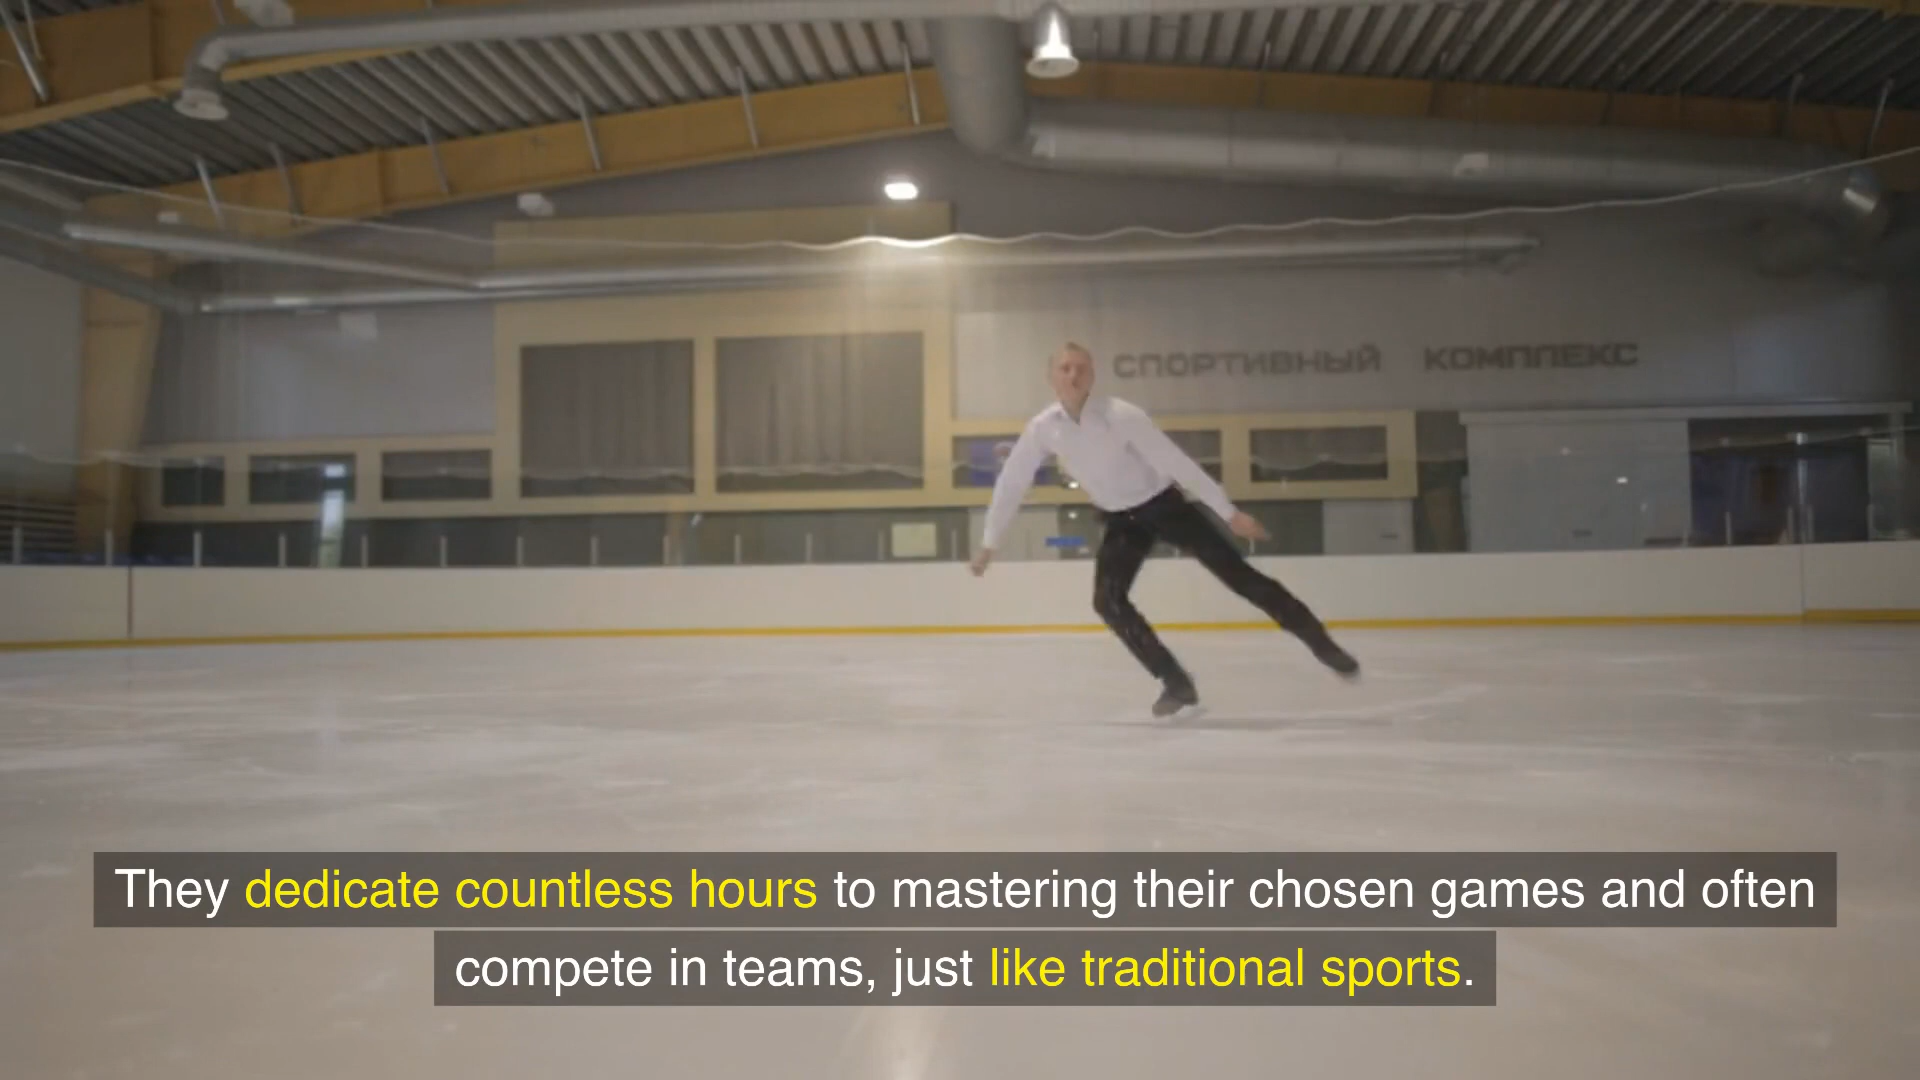 СПОРТИВНЫЙ КОМПЛЕКС
They dedicate countless hours to mastering their chosen games and often
compete in teams, just like traditional sports.